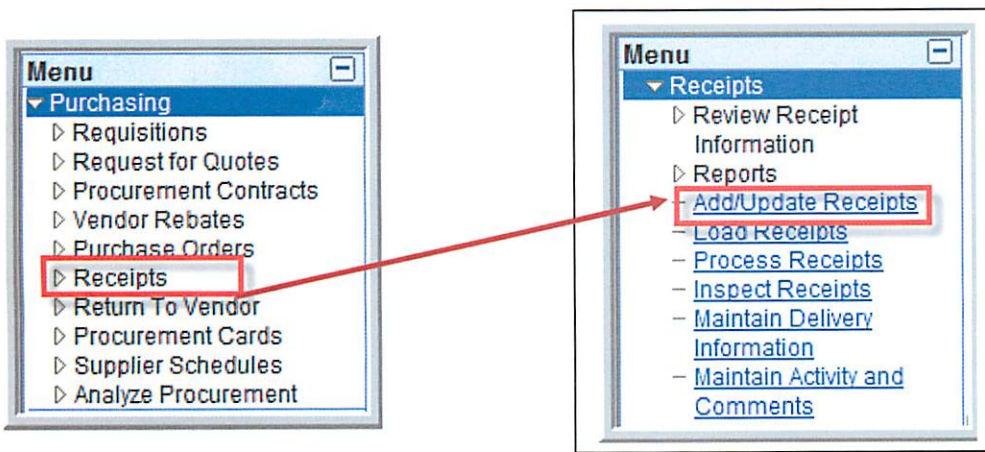 Menu
Purchasing
Requisitions
Request for Quotes
Procurement Contracts
Vendor Rebates
Purchase Orders
Receipts
Return To Vendor
Procurement Cards
Supplier Schedules
Analyze Procurement
Menu
Receipts
Review Receipt
Information
Reports
Add/Update Receipts
Load Receipts
Process Receipts
Inspect Receipts
Maintain Delivery
Information
Maintain Activity and
Comments